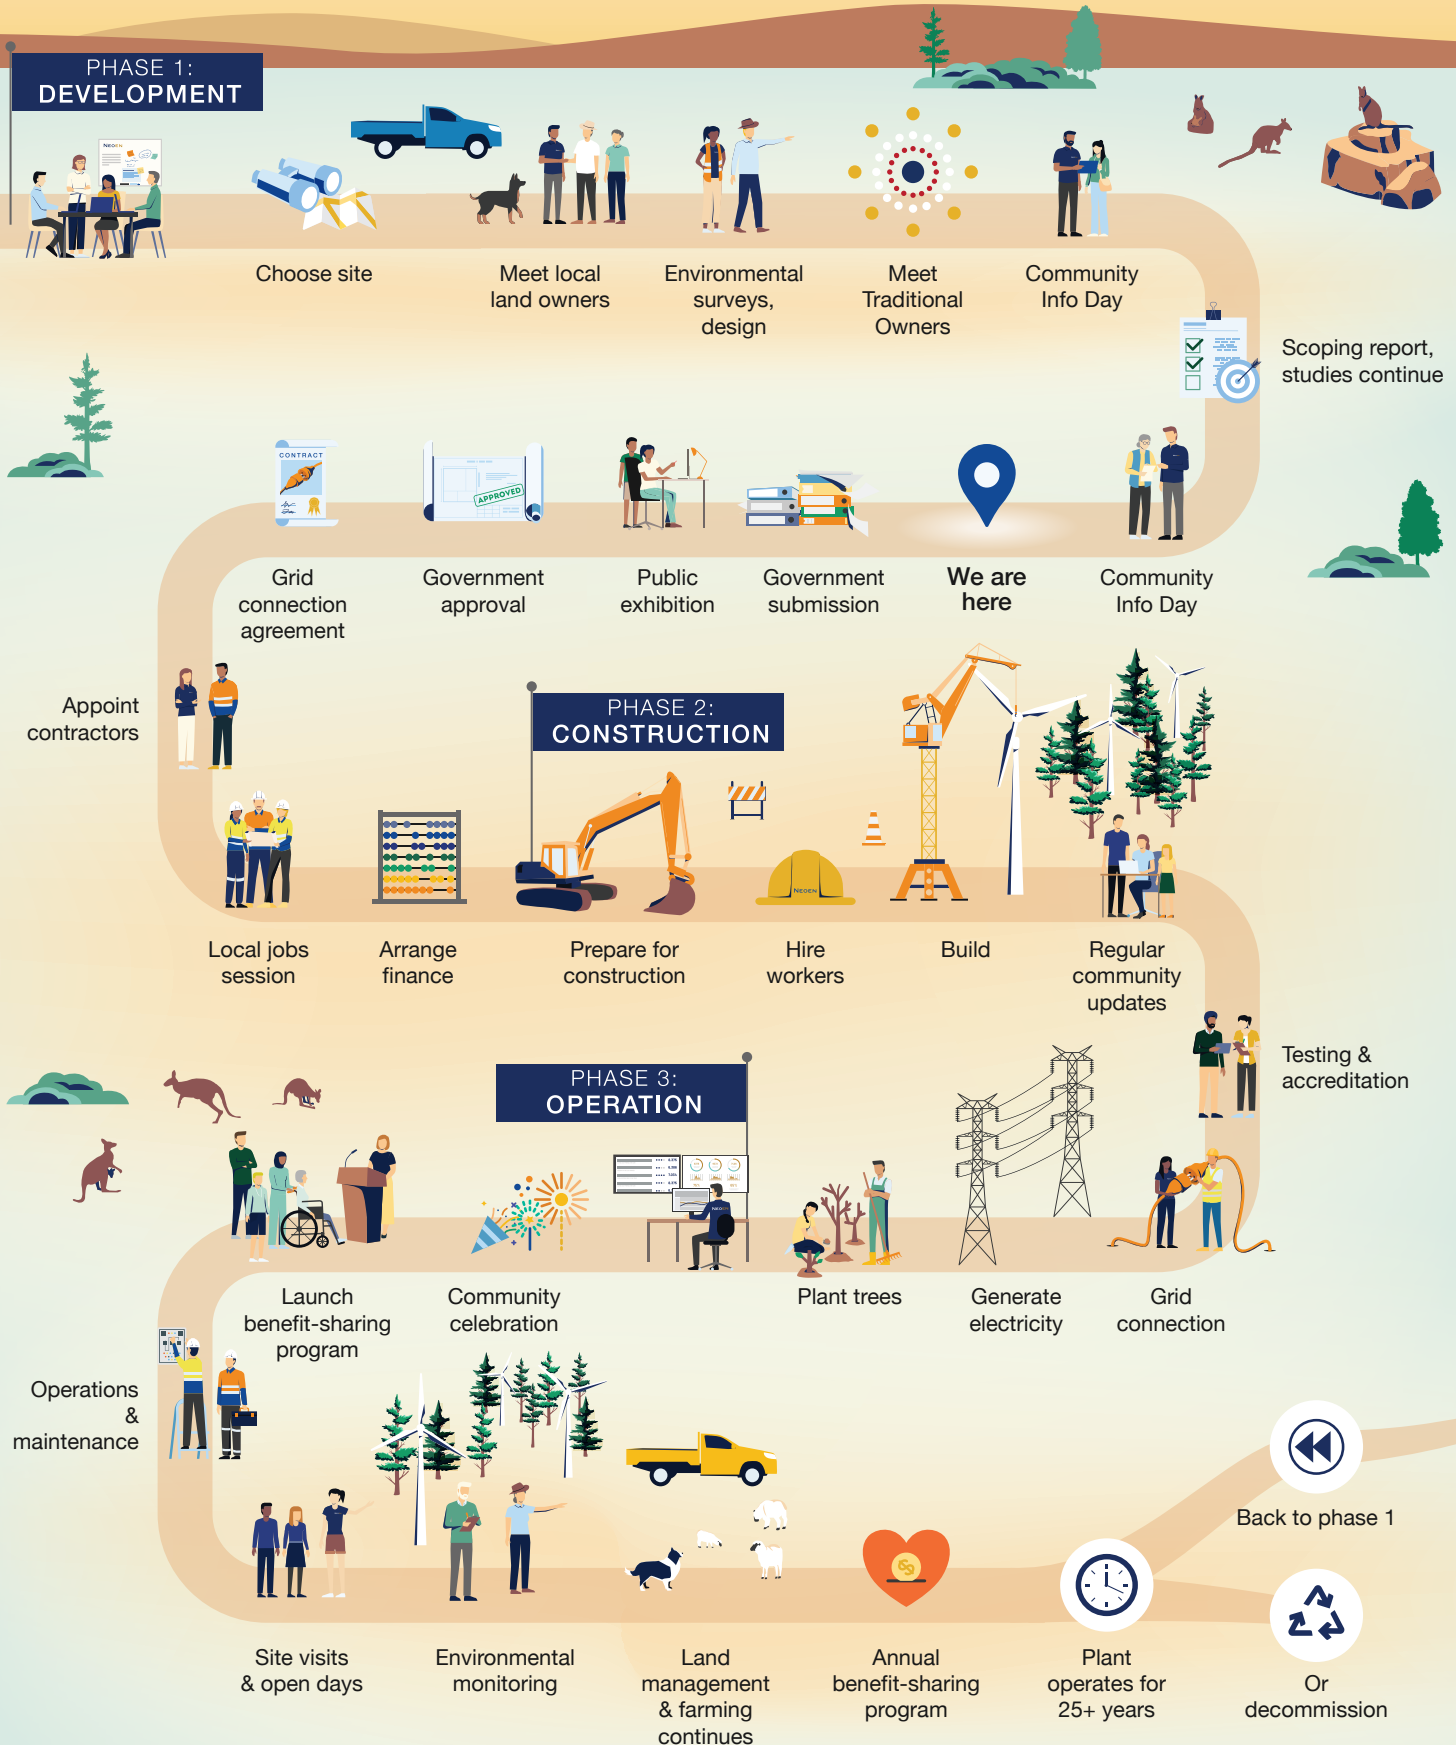 PHASE 1:
DEVELOPMENT
NEOEN
Choose site
Meet local
land owners
Environmental
surveys,
design
Meet
Traditional
Owners
Community
Info Day
Scoping report,
studies continue
Community
Info Day
We are
here
Government
submission
Public
exhibition
APPROVED
Government
approval
CONTRACT
Grid
connection
agreement
Appoint
contractors
PHASE 2:
CONSTRUCTION
Local jobs
session
Arrange
finance
Prepare for
construction
NEOEN
Hire
workers
Build
Regular
community
updates
Testing &
accreditation
PHASE 3:
OPERATION
Grid
connection
Generate
electricity
Plant trees
NEOEN
Community
celebration
Launch
benefit-sharing
program
Operations
&
maintenance
Site visits
& open days
Environmental
monitoring
Land
management
& farming
continues
Annual
benefit-sharing
program
Plant
operates for
25+ years
Back to phase 1
Or
decommission